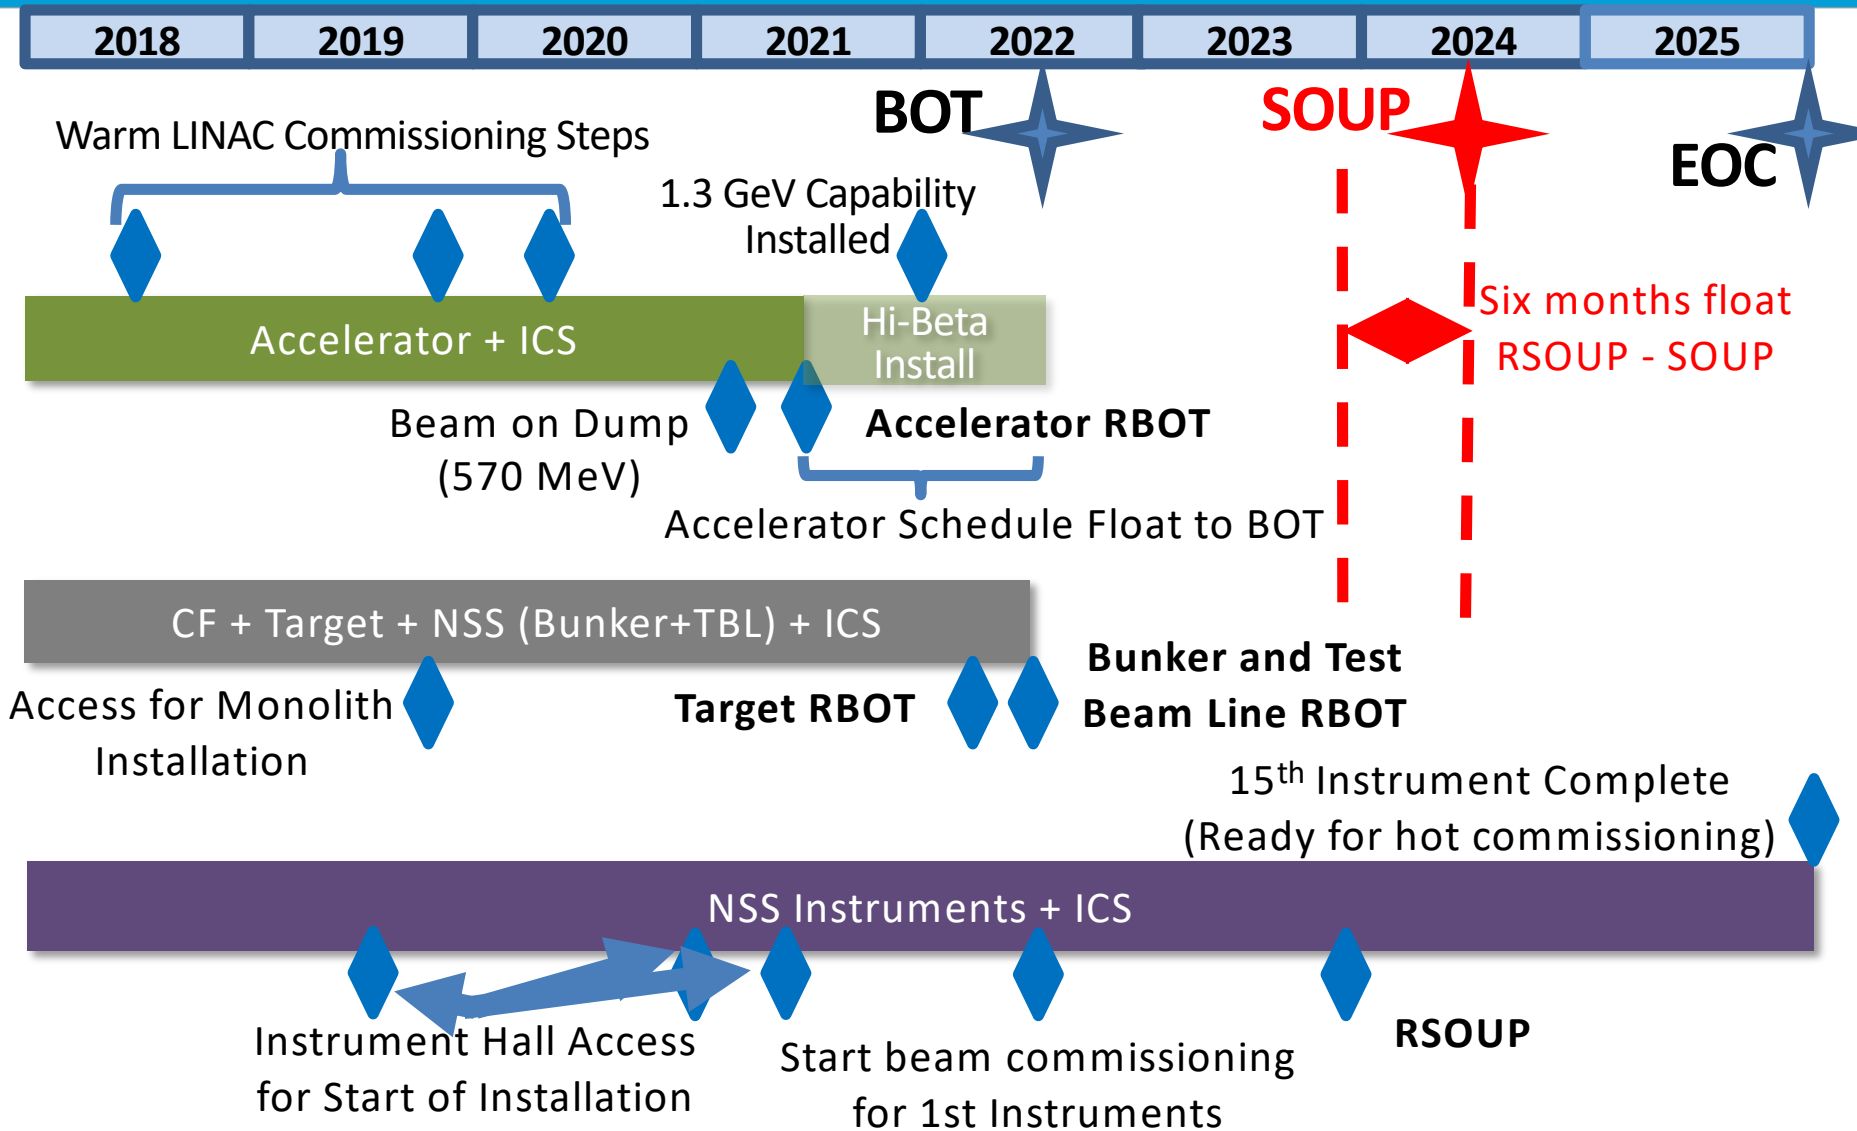 2018 2019 2020 2021 2022 2023 2024 2025
BOT
SOUP
EOC
Warm LINAC Commissioning Steps
1.3 GeV Capability
Installed
Accelerator + ICS
Hi-Beta
Install
Six months float
RSOUP - SOUP
Beam on Dump
(570 MeV)
Accelerator RBOT
Accelerator Schedule Float to BOT
CF + Target + NSS (Bunker+TBL) + ICS
Access for Monolith
Installation
Target RBOT
Bunker and Test
Beam Line RBOT
15th Instrument Complete
(Ready for hot commissioning)
NSS Instruments + ICS
Instrument Hall Access
for Start of Installation
Start beam commissioning
for 1st Instruments
RSOUP